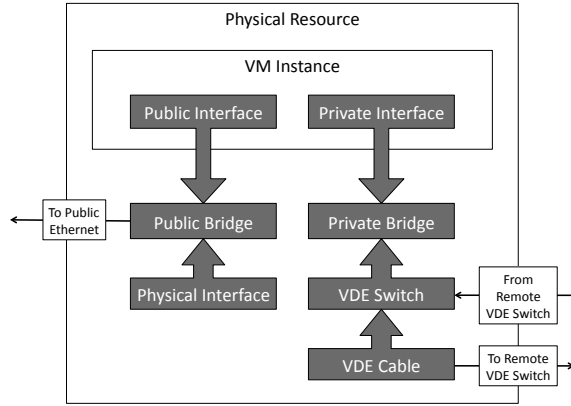 Physical Resource
VM Instance
Public Interface
Private Interface
To Public
Ethernet
Public Bridge
Private Bridge
Physical Interface
VDE Switch
From
Remote
VDE Switch
VDE Cable
To Remote
VDE Switch